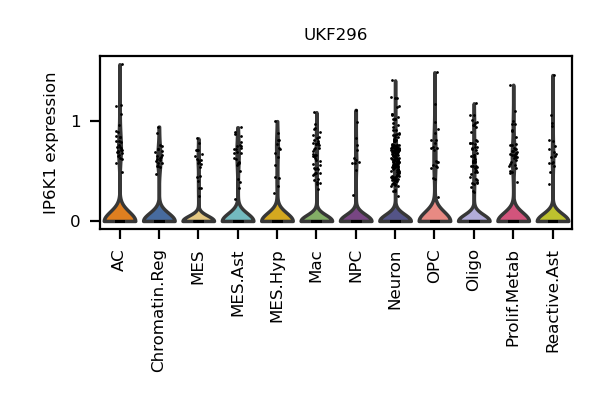 UKF296
IP6K1 expression
1
0
AC
Chromatin.Reg
MES
MES.Ast
MES.Hyp
Mac
NPC
Neuron
OPC
Oligo
Prolif.Metab
Reactive.Ast